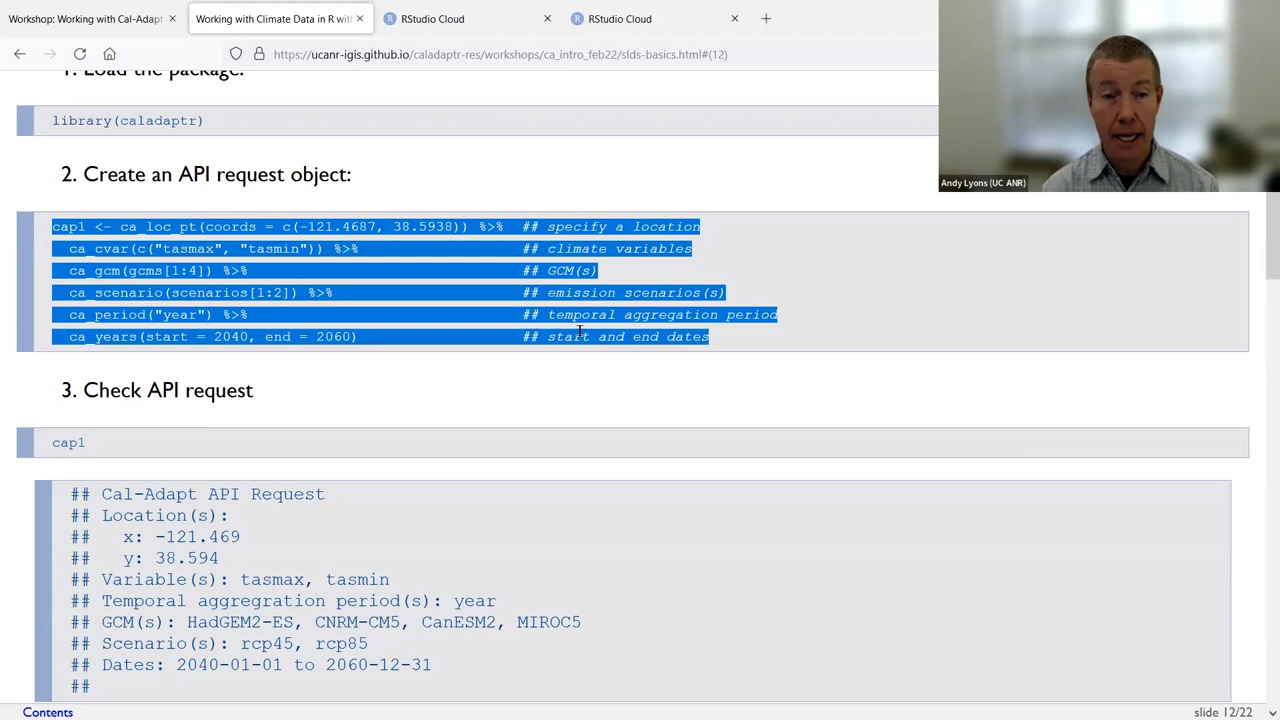 Workshop: Working with Cal-Adapt
Working with Climate Data in R with
RStudio Cloud
RStudio Cloud
https://ucanr-igis.github.io/caladaptr-res/workshops/ca_intro_feb22/slds-basics.html#(12)
1. Load the package:
library(caladaptr)
Andy Lyons (UC ANR)
2. Create an API request object:
cap1 <- ca_loc_pt(coords = c(-121.4687, 38.5938)) %>% ## specify a location
ca_cvar(c("tasmax", "tasmin")) %>% ## climate variables
ca_gcm(gcms[1:4]) %>% ## GCM(s)
ca_scenario(scenarios[1:2]) %>% ## emission scenarios(s)
ca_period("year") %>% ## temporal aggregation period
ca_years(start = 2040, end = 2060) ## start and end dates
3. Check API request
cap1
## Cal-Adapt API Request
## Location(s):
## x: -121.469
## y: 38.594
## Variable(s): tasmax, tasmin
## Temporal aggregration period(s): year
## GCM(s): HadGEM2-ES, CNRM-CM5, CanESM2, MIROC5
## Scenario(s): rcp45, rcp85
## Dates: 2040-01-01 to 2060-12-31
##
Contents
slide 12/22